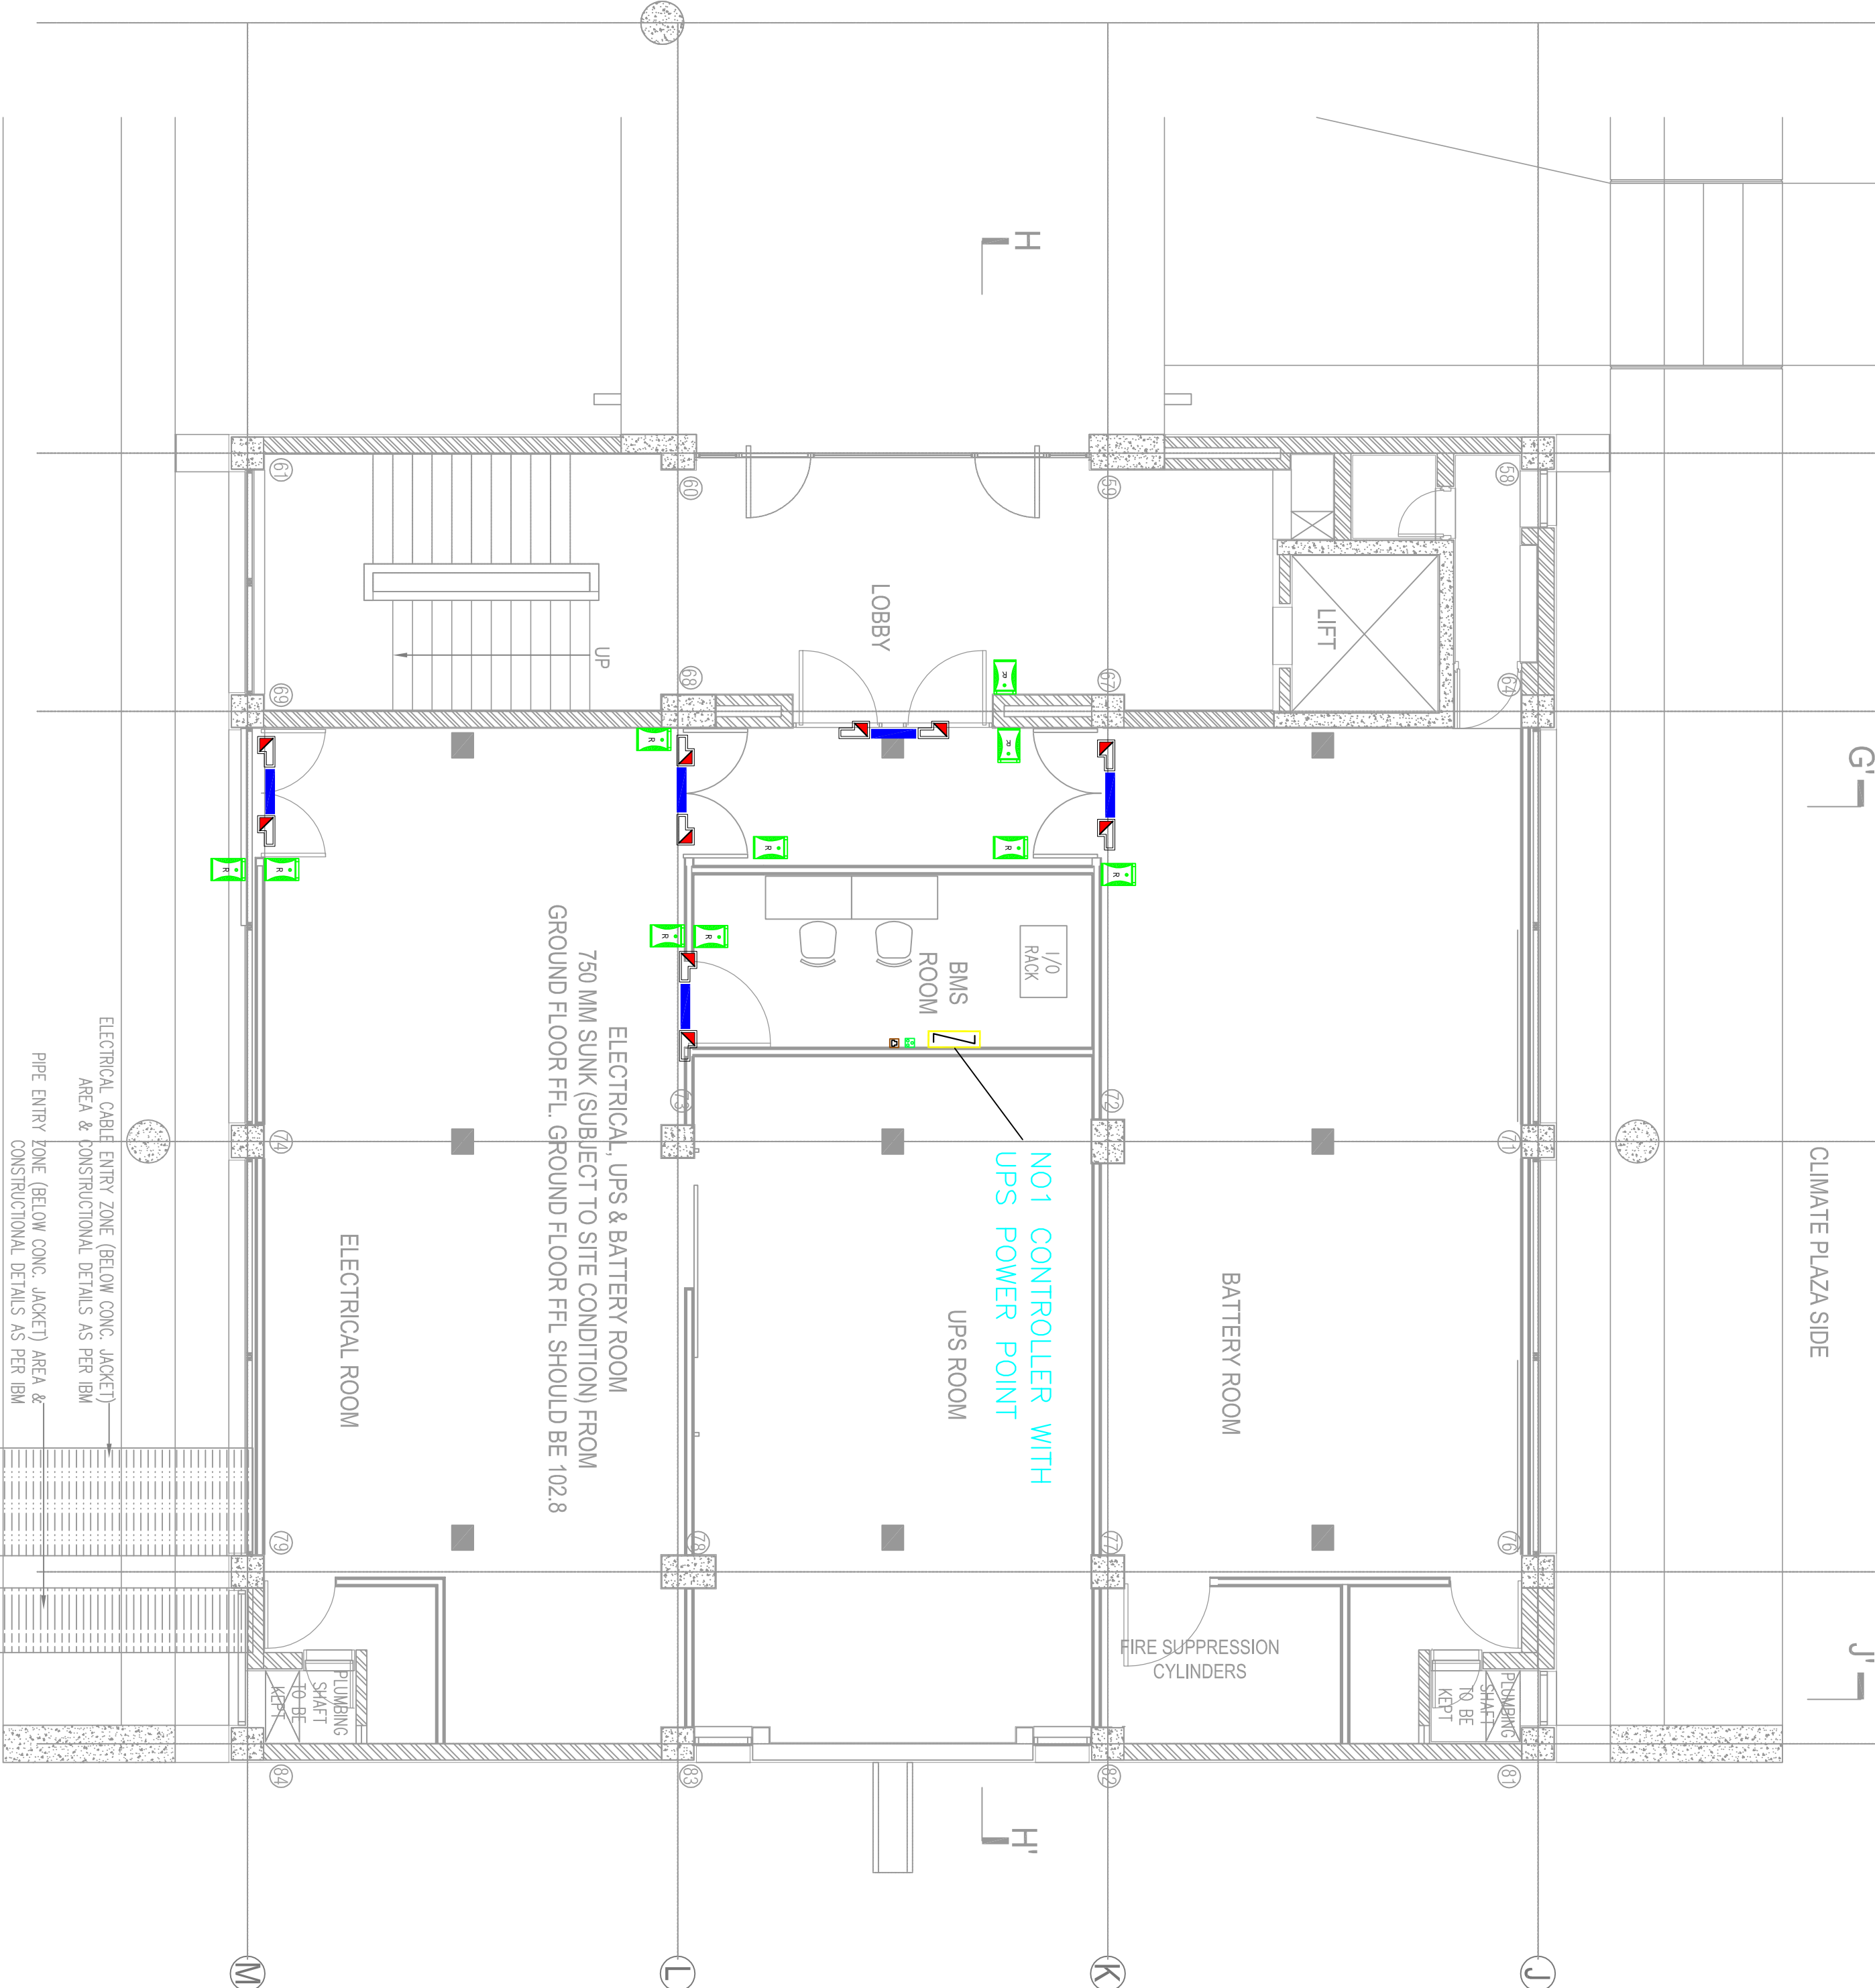 H
G'
58
59
60
61
LIFT
LOBBY
UP
64
67
68
69
R
R
R
R
R
R
R
R
R
R
I/O
RACK
BMS
ROOM
71
72
73
74
CLIMATE PLAZA SIDE
NO1 CONTROLLER WITH
UPS POWER POINT
BATTERY ROOM
UPS ROOM
ELECTRICAL, UPS & BATTERY ROOM
750 MM SUNK (SUBJECT TO SITE CONDITION) FROM
GROUND FLOOR FFL. GROUND FLOOR FFL SHOULD BE 102.8
ELECTRICAL ROOM
ELECTRICAL CABLE ENTRY ZONE (BELOW CONC. JACKET)
AREA & CONSTRUCTIONAL DETAILS AS PER IBM
PIPE ENTRY ZONE (BELOW CONC. JACKET) AREA &
CONSTRUCTIONAL DETAILS AS PER IBM
76
77
78
79
J'
FIRE SUPPRESSION
CYLINDERS
PLUMBING
SHAFT
TO BE
KEPT
PLUMBING
SHAFT
TO BE
KEPT
81
82
83
84
H'
J
K
L
M